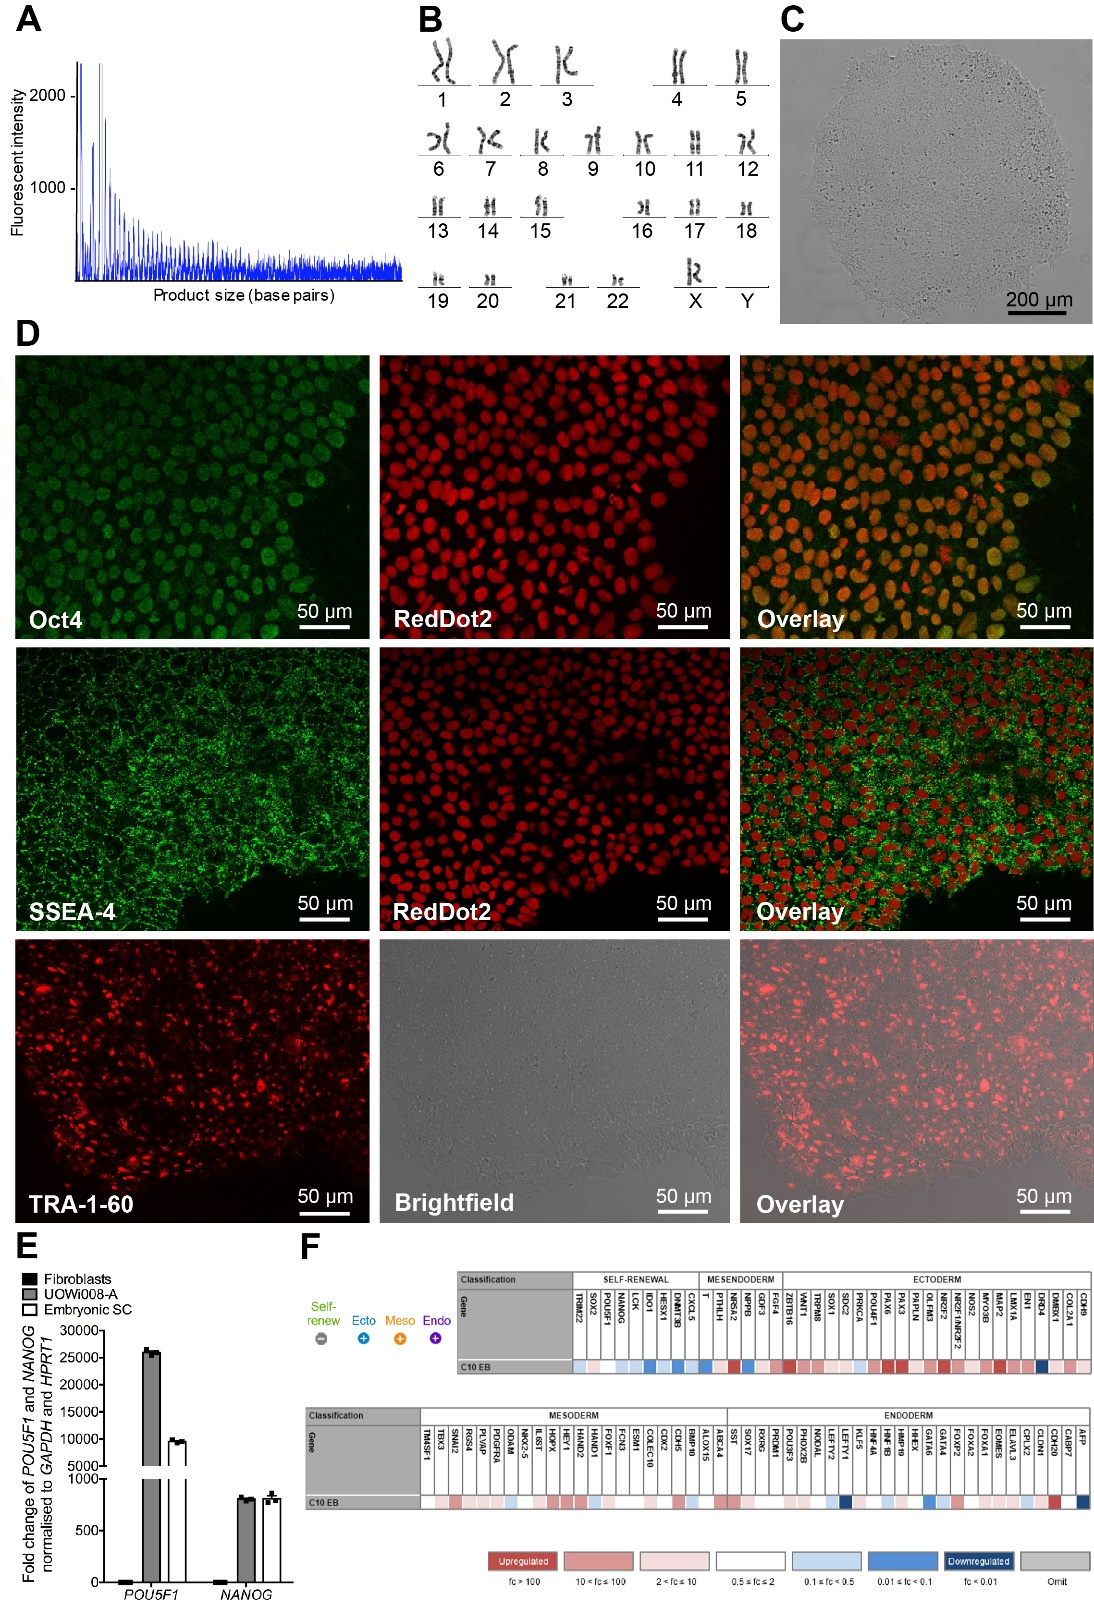 A
B
C
Fluorescent intensity
2000
1000
Product size (base pairs)
1 2 3 4 5
6 7 8 9 10 11 12
13 14 15 16 17 18
19 20 21 22 X Y
200 µm
D
Oct4 50 µm
RedDot2 50 µm
Overlay 50 µm
SSEA-4 50 µm
RedDot2 50 µm
Overlay 50 µm
TRA-1-60 50 µm
Brightfield 50 µm
Overlay 50 µm
E
Fibroblasts
UOWi008-A
Embryonic SC
Fold change of POU5F1 and NANOG
normalised to GAPDH and HPRT1
30000
25000
20000
15000
10000
5000
1000
500
0
POU5F1 NANOG
F
Self-
renew Ecto Meso Endo
Classification SELF-RENEWAL MESENDODERM ECTODERM
Gene TRIM22 SOX2 POU5F1 NANOG LCK IDO1 HESX1 DNMT3B CXCL5 T PTHLH NR5A2 NPPB GDF3 FGF4 ZBTB16 WNT1 TRPM8 SOX1 SDC2 PRKCA POU4F1 PAX6 PAX3 PAPLN OLFM3 NR2F2 NR2F1/NR2F2 NOS2 MYO3B MAP2 LMX1A EN1 DRD4 DMBX1 COL2A1 CDH9
C10 EB
Classification MESODERM ENDODERM
Gene TM4SF1 TBX3 SNAI2 RGS4 PLVAP PDGFRA ODAM NKX2-5 IL6ST HOPX HEY1 HAND2 HAND1 FOXF1 FCN3 ESM1 COLEC10 CDX2 CDH5 BMP10 ALOX15 ABCA4 SST SOX17 RXRG PRDM1 POU3F3 PHOX2B NODAL LEFTY2 LEFTY1 KLF5 HNF4A HNF1B HMP19 HHEX GATA6 GATA4 FOXP2 FOXA2 FOXA1 EOMES ELAVL3 CPLX2 CLDN1 CDH20 CABP7 AFP
C10 EB
Upregulated Downregulated
fc > 100 10 < fc ≤ 100 2 < fc ≤ 10 0.5 ≤ fc ≤ 2 0.1 ≤ fc < 0.5 0.01 ≤ fc < 0.1 fc < 0.01 Omit